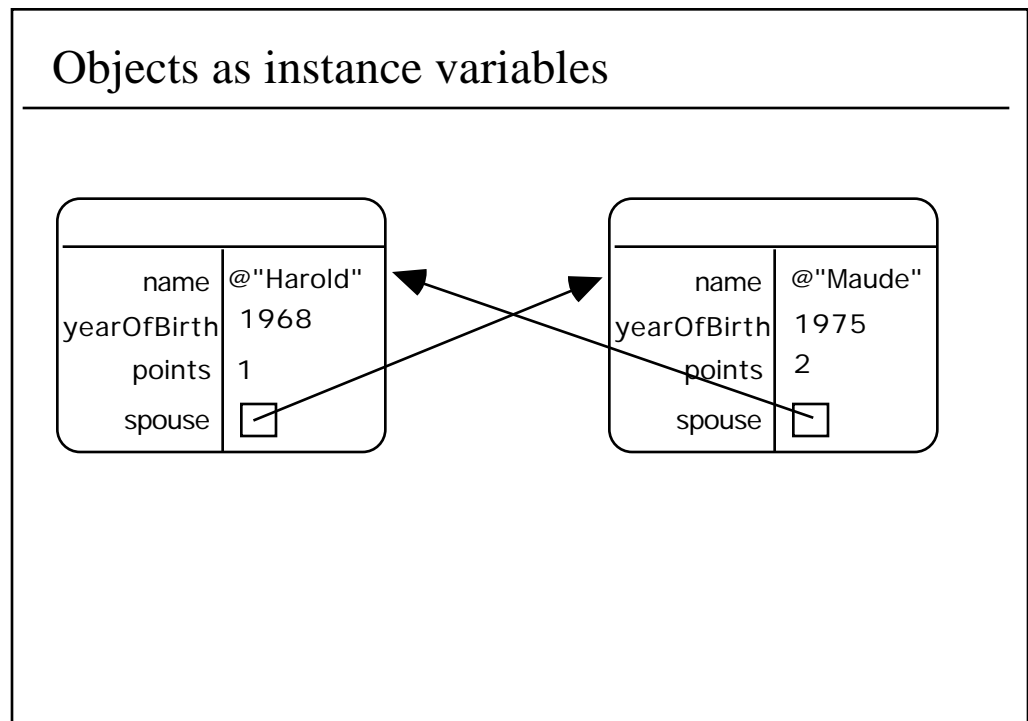 Objects as instance variables
name @"Harold"
yearOfBirth 1968
points 1
spouse
name @"Maude"
yearOfBirth 1975
points 2
spouse